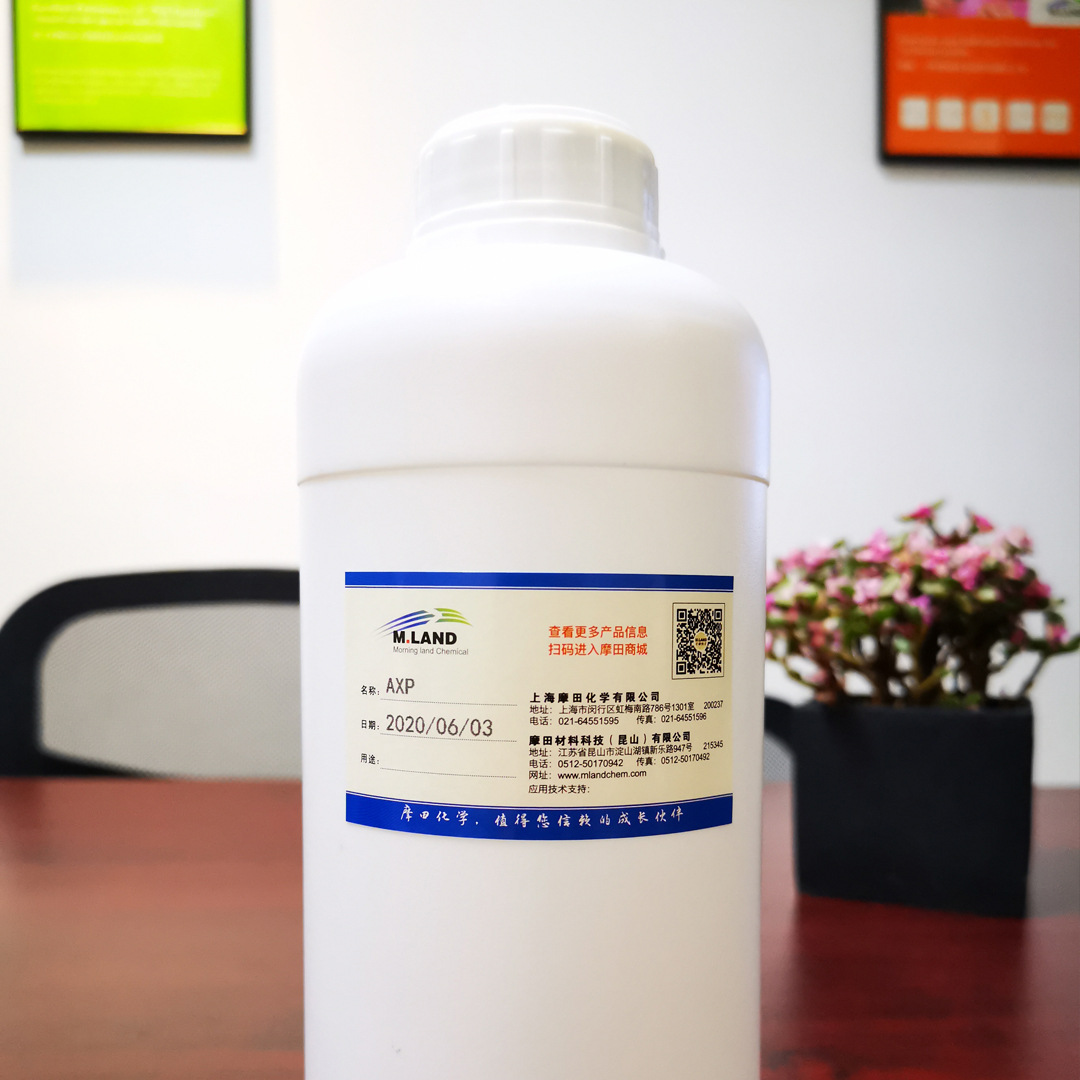 M.LAND
Morning land Chemical
查看更多产品信息
扫码进入摩田商城
名称: AXP
日期: 2020/06/03
用途:
上海摩田化学有限公司
地址: 上海市闵行区虹梅南路786号1301室 200237
电话: 021-64551595 传真: 021-64551596
摩田材料科技(昆山)有限公司
地址: 江苏省昆山市淀山湖镇新乐路947号 215345
电话: 0512-50170942 传真: 0512-50170492
网址: www.mlandchem.com
应用技术支持:
摩田化学,值得您信赖的成长伙伴